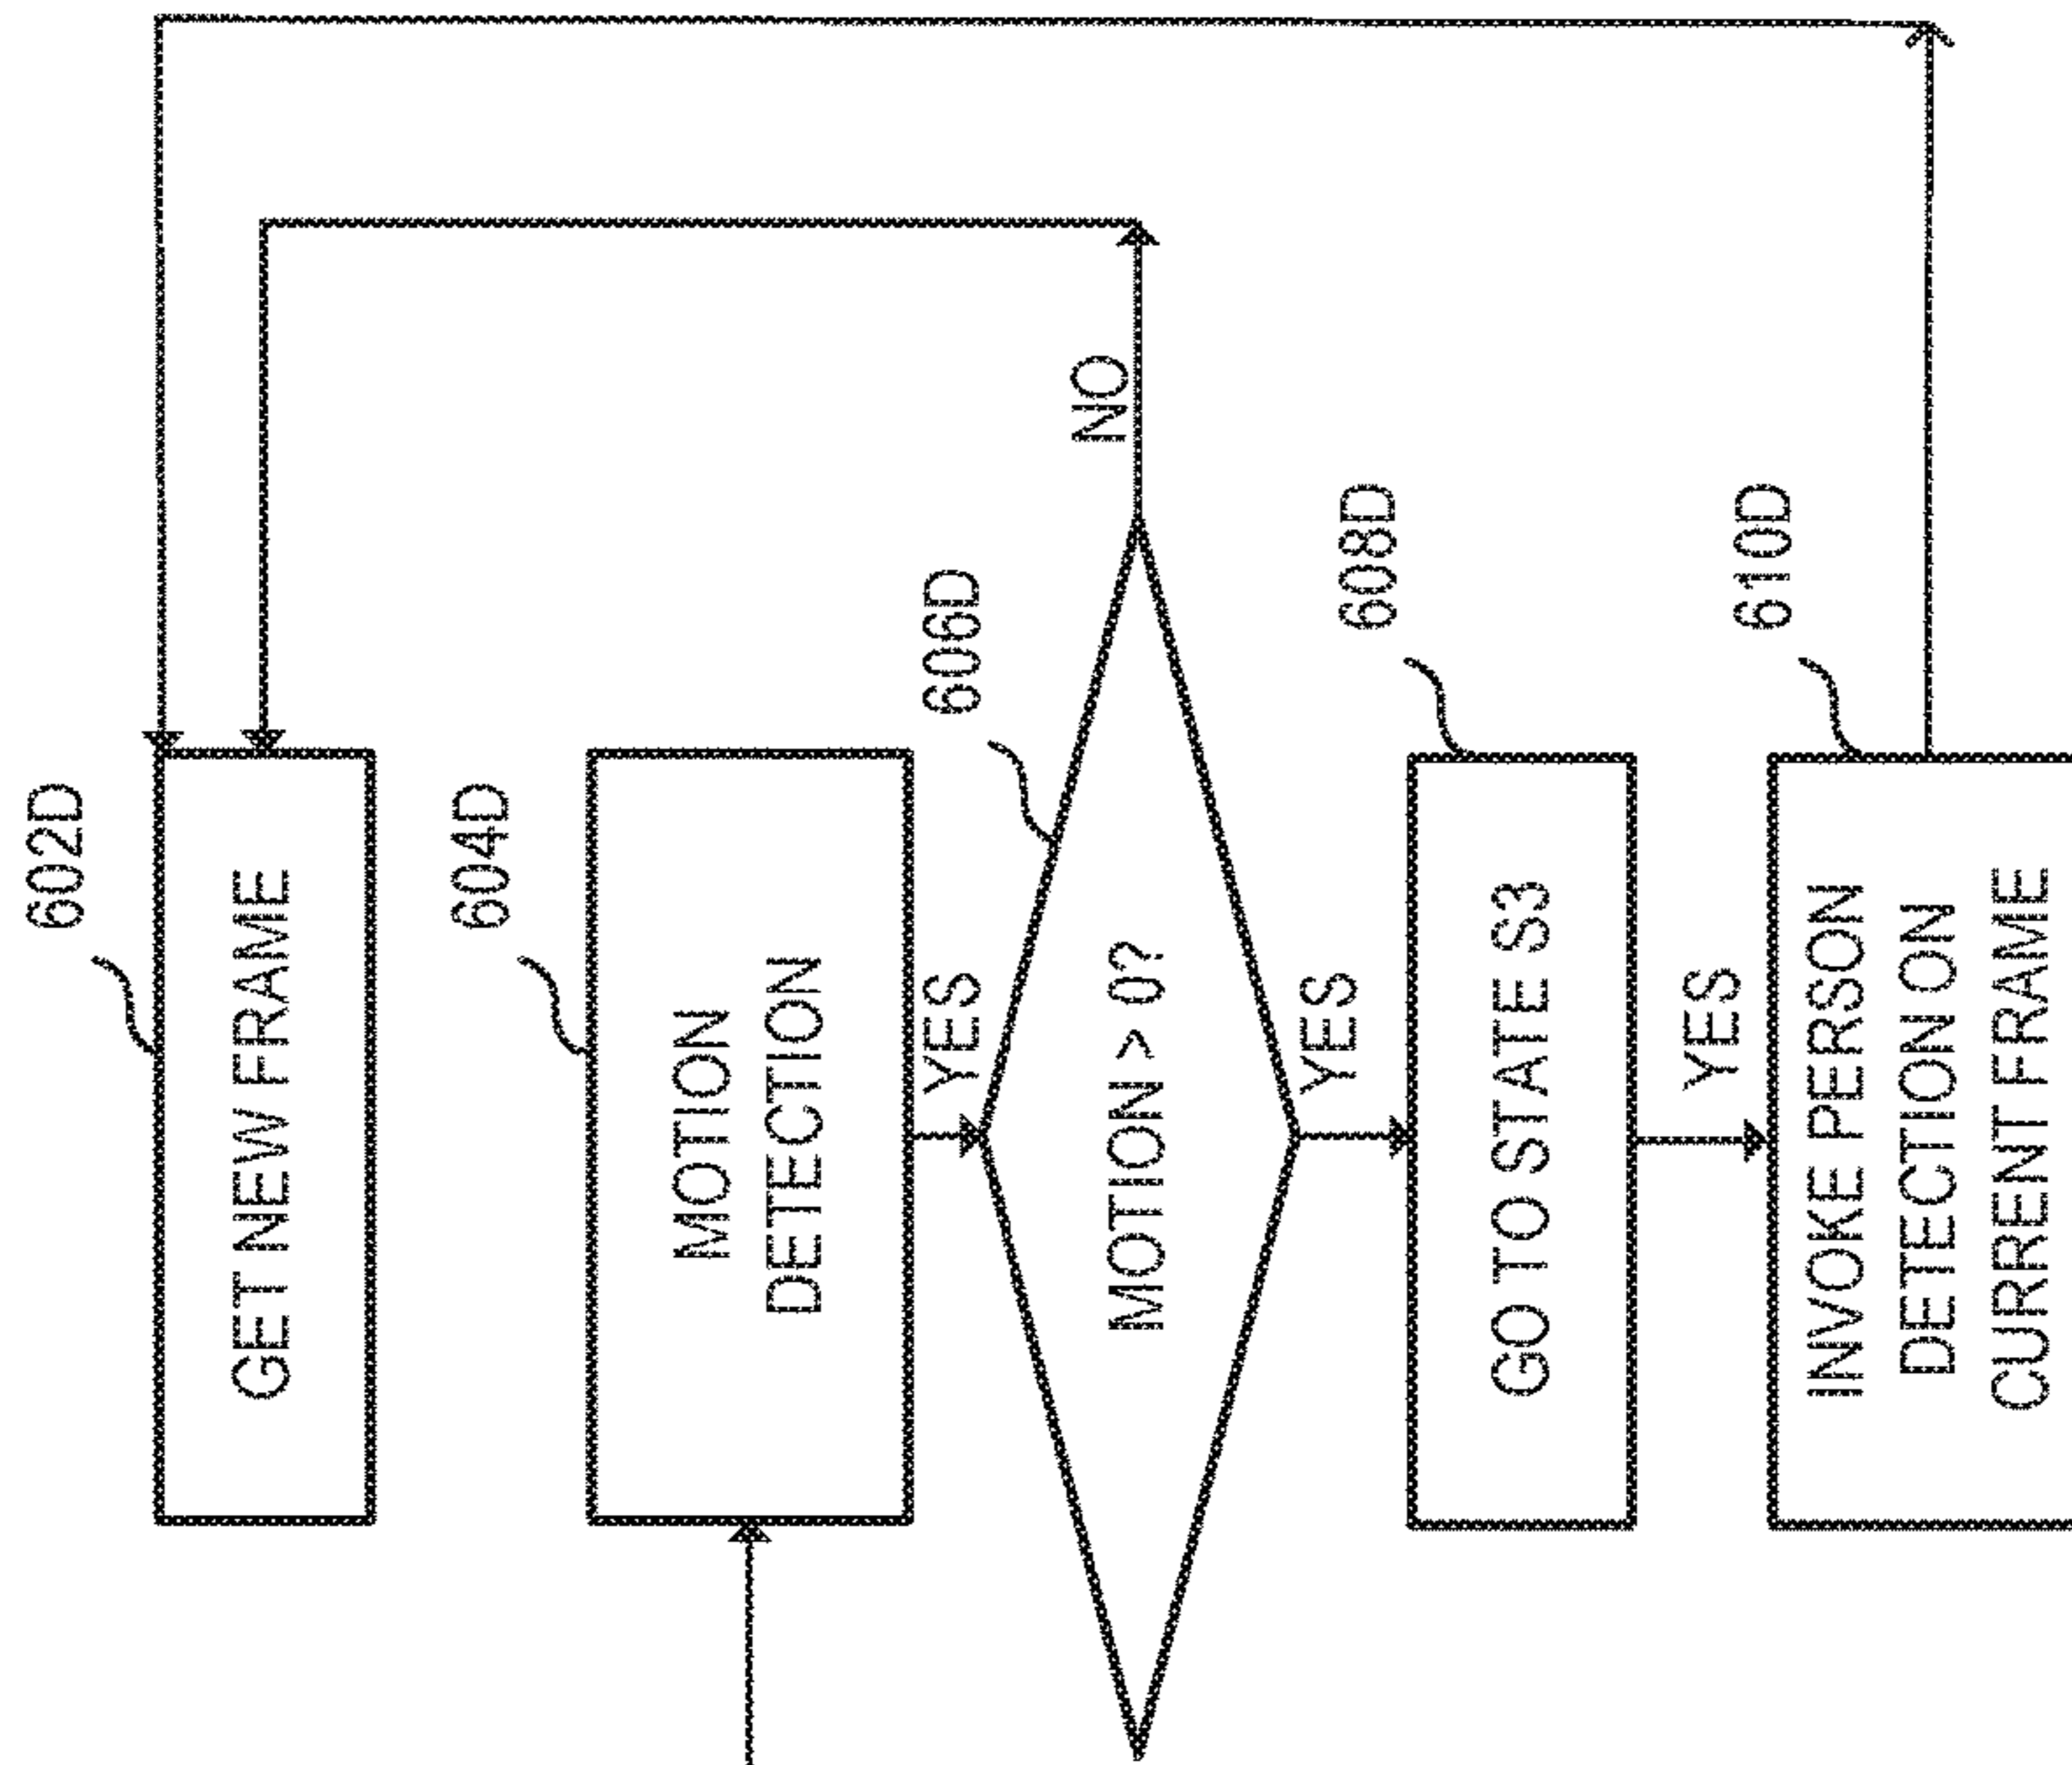 602D
GET NEW FRAME
604D
MOTION
DETECTION
YES
606D
MOTION > 0?
NO
YES
608D
GO TO STATE S3
YES
610D
INVOKE PERSON
DETECTION ON
CURRENT FRAME